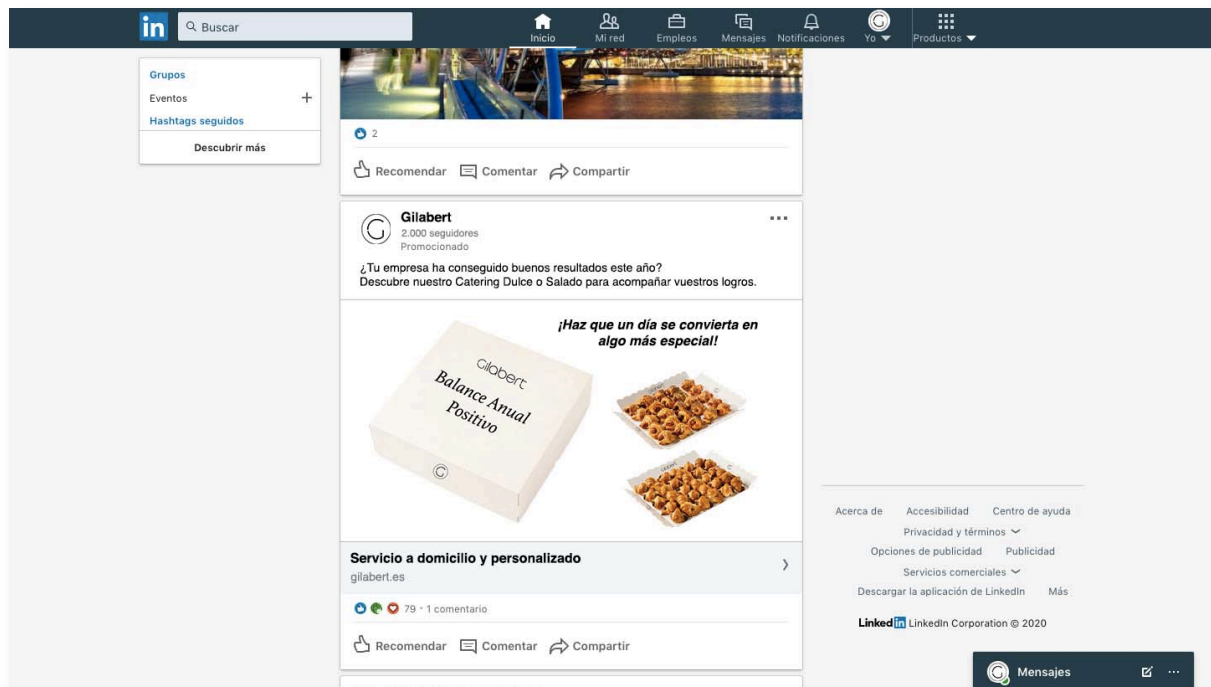 in
Buscar
Inicio
Mi red
Empleos
Mensajes
Notificaciones
Yo
Productos
Grupos
Eventos
Hashtags seguidos
Descubrir más
2
Recomendar
Comentar
Compartir
Gilabert
2.000 seguidores
Promocionado
¿Tu empresa ha conseguido buenos resultados este año?
Descubre nuestro Catering Dulce o Salado para acompañar vuestros logros.
¡Haz que un día se convierta en
algo más especial!
Gilabert
Balance Anual
Positivo
Servicio a domicilio y personalizado
gilabert.es
79 · 1 comentario
Recomendar
Comentar
Compartir
Acerca de
Accesibilidad
Centro de ayuda
Privacidad y términos
Opciones de publicidad
Publicidad
Servicios comerciales
Descargar la aplicación de LinkedIn
Más
Linked in LinkedIn Corporation © 2020
Mensajes